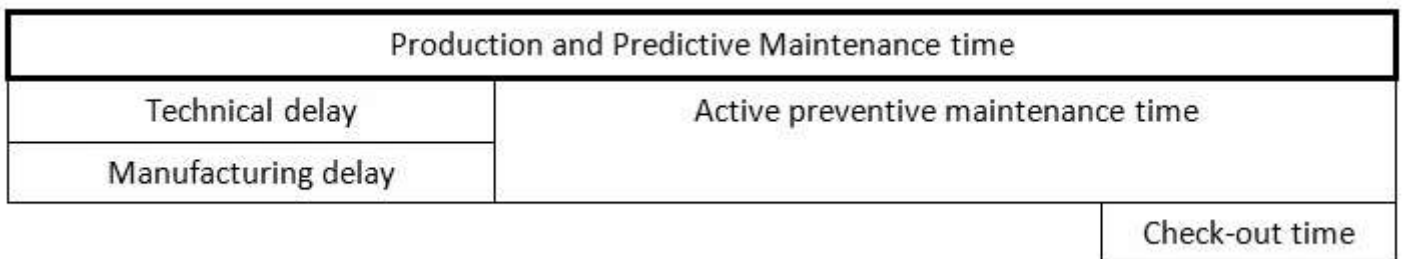 Production and Predictive Maintenance time
Technical delay
Active preventive maintenance time
Manufacturing delay
Check-out time